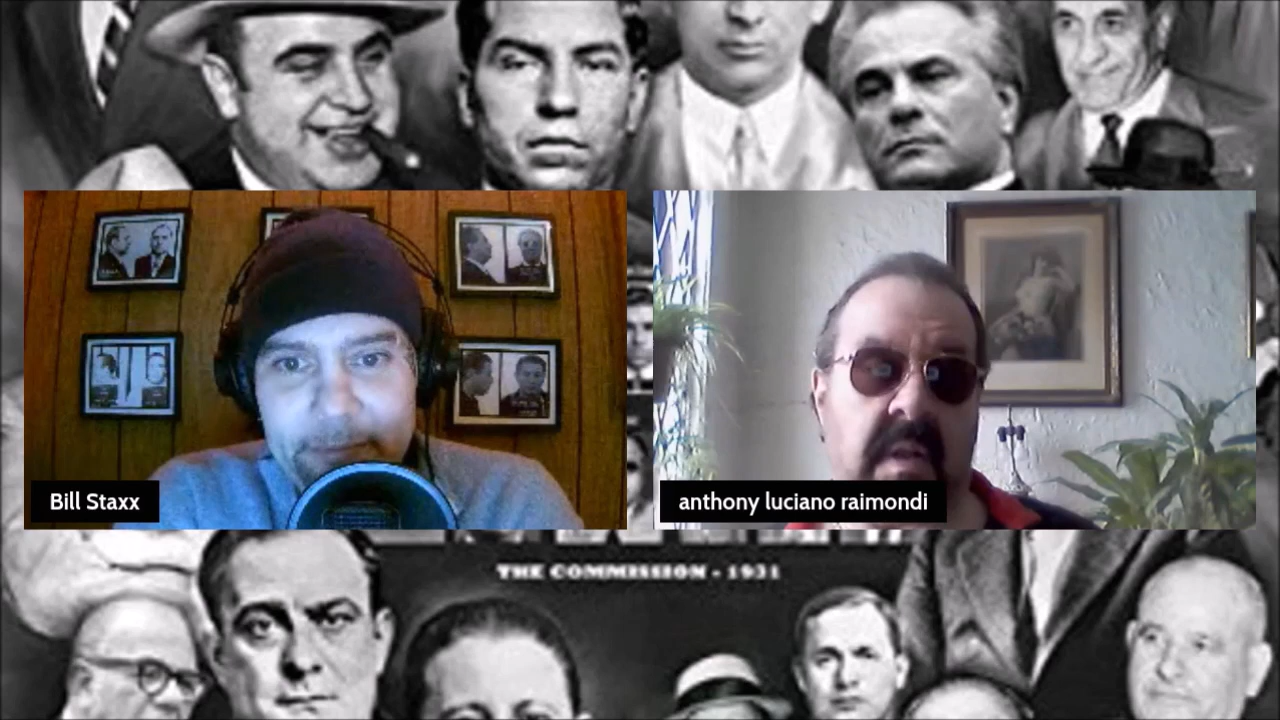 Bill Staxx
anthony luciano raimondi
THE COMMISSION - 1931